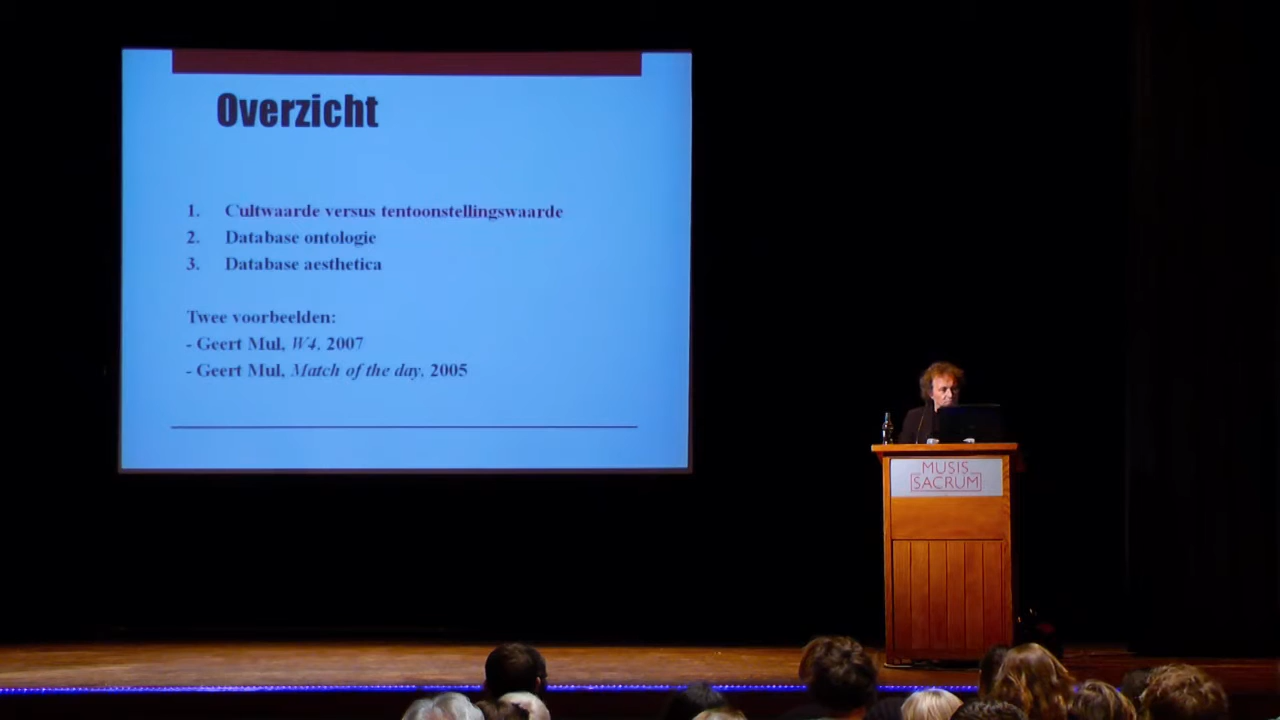 Overzicht
1. Cultwaarde versus tentoonstellingswaarde
2. Database ontologie
3. Database aesthetica
Twee voorbeelden:
- Geert Mul, W4, 2007
- Geert Mul, Match of the day, 2005
MUSIS
SACRUM